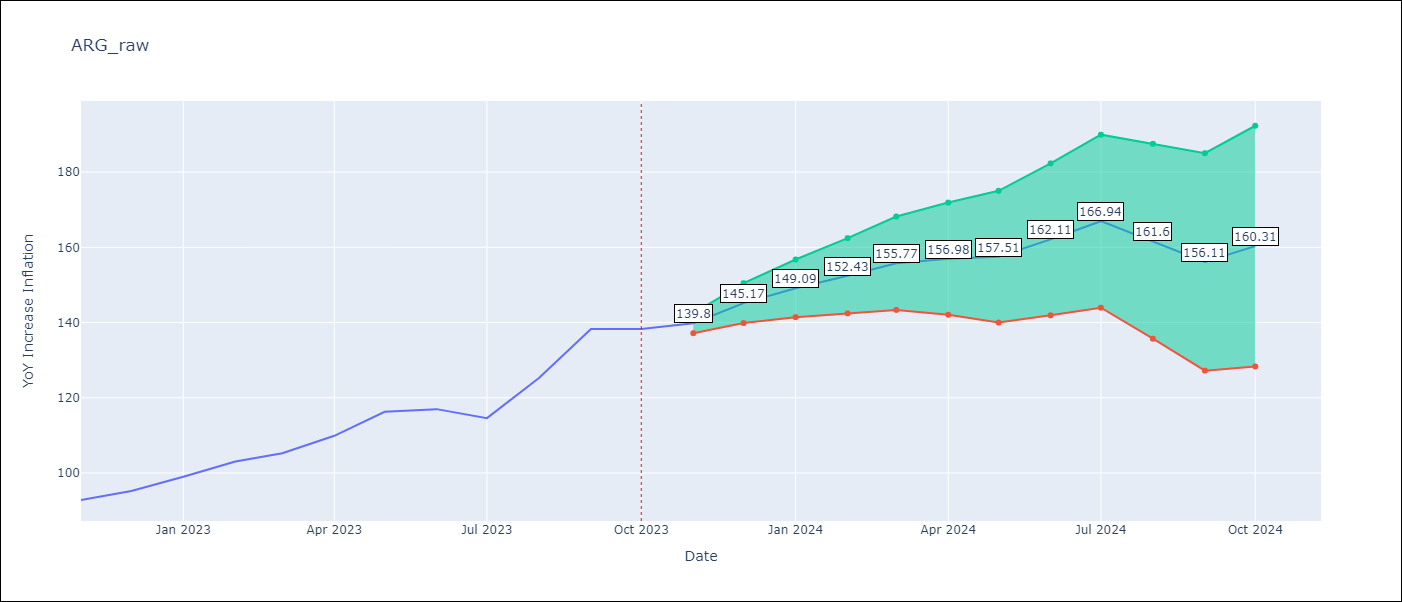 ARG_raw
YoY Increase Inflation
180
160
140
120
100
139.8
145.17
149.09
152.43
155.77
156.98
157.51
162.11
166.94
161.6
156.11
160.31
Jan 2023
Apr 2023
Jul 2023
Oct 2023
Jan 2024
Apr 2024
Jul 2024
Oct 2024
Date